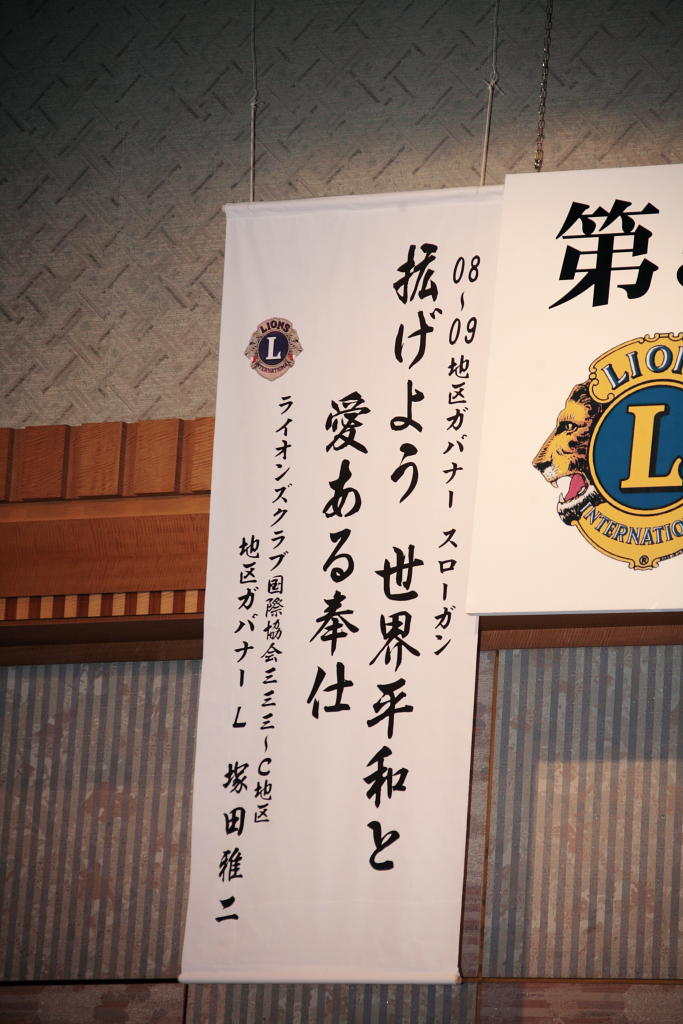 08〜09 地区ガバナー スローガン
拡げよう 世界平和と
愛ある奉仕
ライオンズクラブ国際協会三三三〜C地区
地区ガバナー L 塚田雅二
LIONS
L
INTERNATIONAL
第
LION
L
INTERNATIO
®